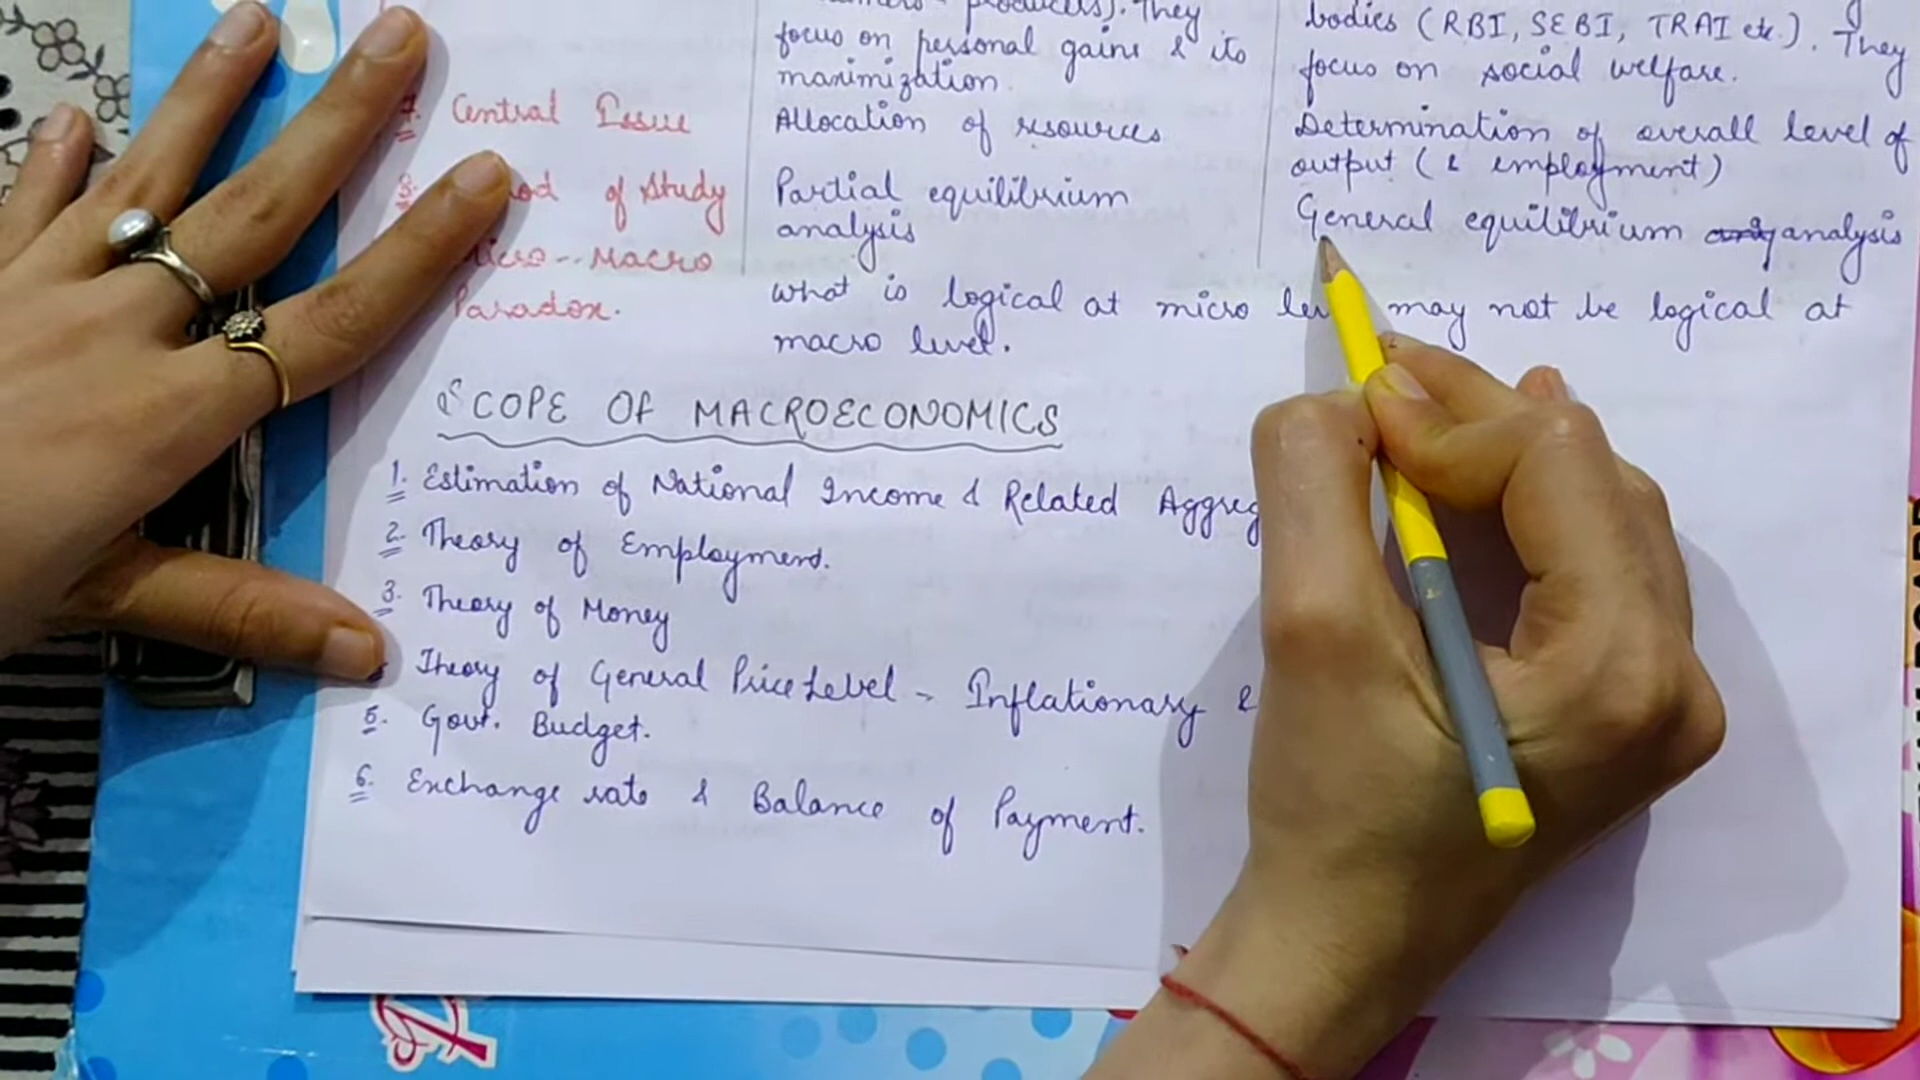 producers). They
focus on personal gains & its
maximization.
bodies (RBI, SEBI, TRAI etc.). They
focus on social welfare.
7. Central Issue
Allocation of resources
Determination of overall level of
output (& employment)
8. of Study
Partial equilibrium
analysis
General equilibrium analysis
Micro - Macro
Paradox.
What is logical at micro may not be logical at
macro level.
SCOPE OF MACROECONOMICS
1. Estimation of National Income & Related
2. Theory of Employment.
3. Theory of Money
Theory of General Price Level - Inflationary &
5. Govt. Budget.
6. Exchange rate & Balance of Payment.